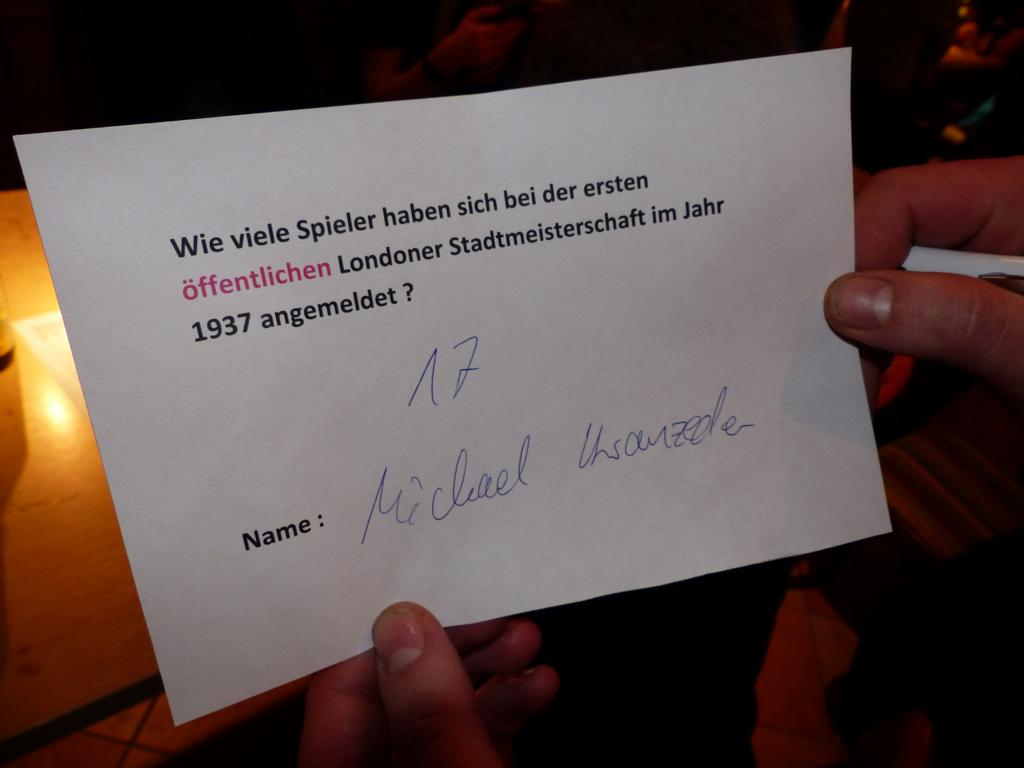 Wie viele Spieler haben sich bei der ersten
öffentlichen Londoner Stadtmeisterschaft im Jahr
1937 angemeldet ?
17
Name : Michael